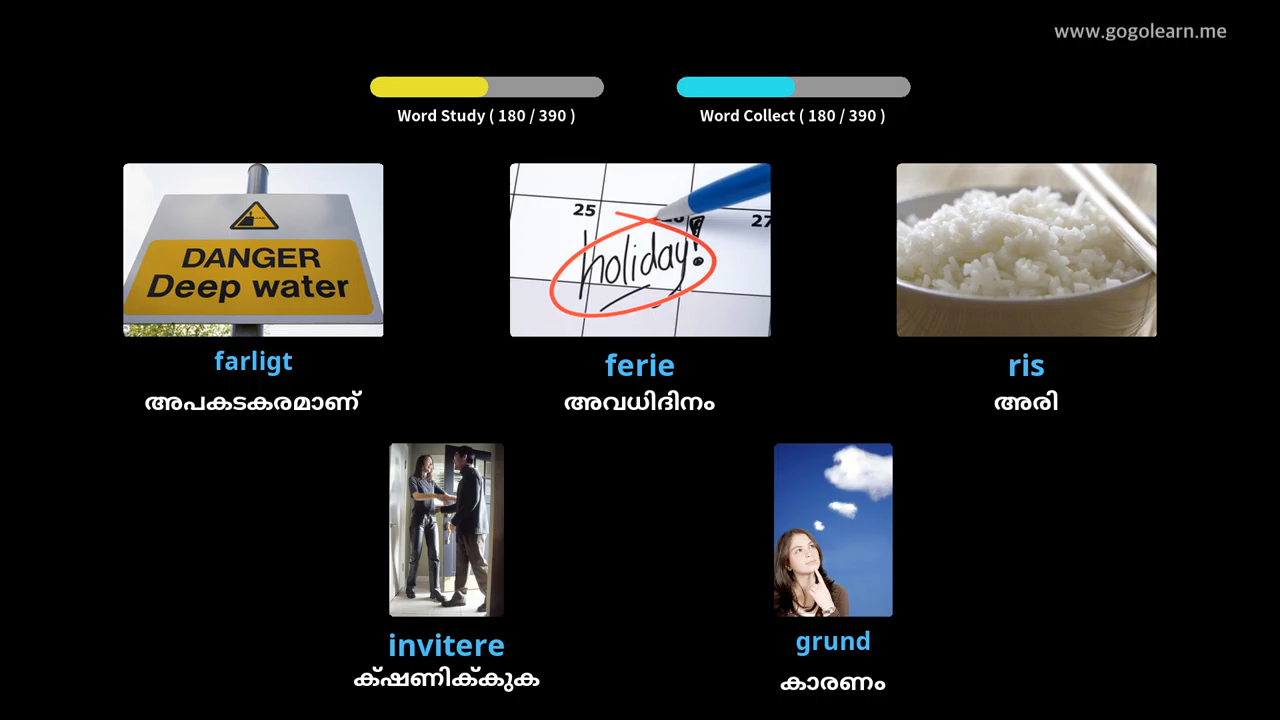 www.gogolearn.me
Word Study ( 180 / 390 )
Word Collect ( 180 / 390 )
DANGER
Deep water
25
27
holiday!
farligt
ferie
ris
അപകടകരമാണ്
അവധിദിനം
അരി
invitere
grund
ക്ഷണിക്കുക
കാരണം